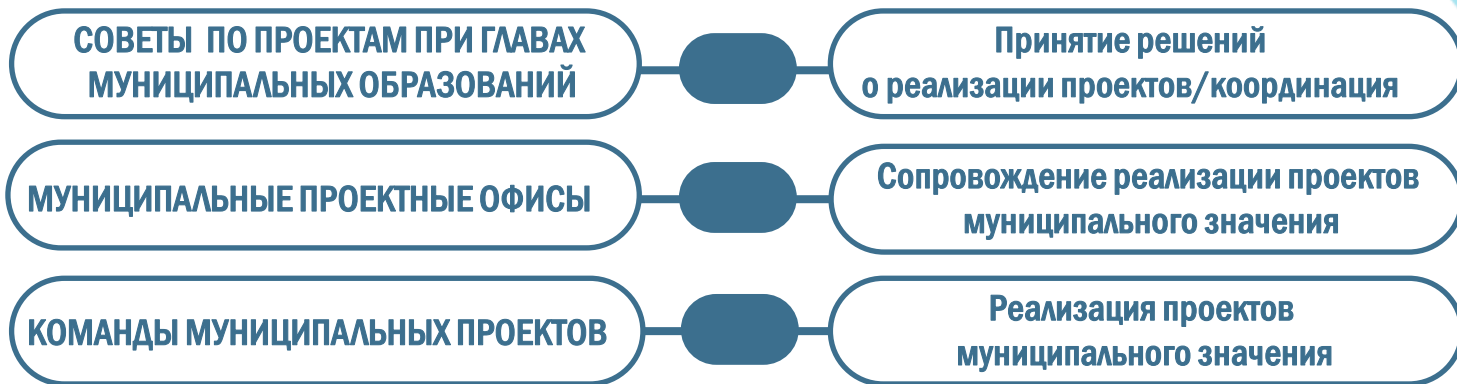 СОВЕТЫ ПО ПРОЕКТАМ ПРИ ГЛАВАХ
МУНИЦИПАЛЬНЫХ ОБРАЗОВАНИЙ
Принятие решений
о реализации проектов/координация
МУНИЦИПАЛЬНЫЕ ПРОЕКТНЫЕ ОФИСЫ
Сопровождение реализации проектов
муниципального значения
КОМАНДЫ МУНИЦИПАЛЬНЫХ ПРОЕКТОВ
Реализация проектов
муниципального значения